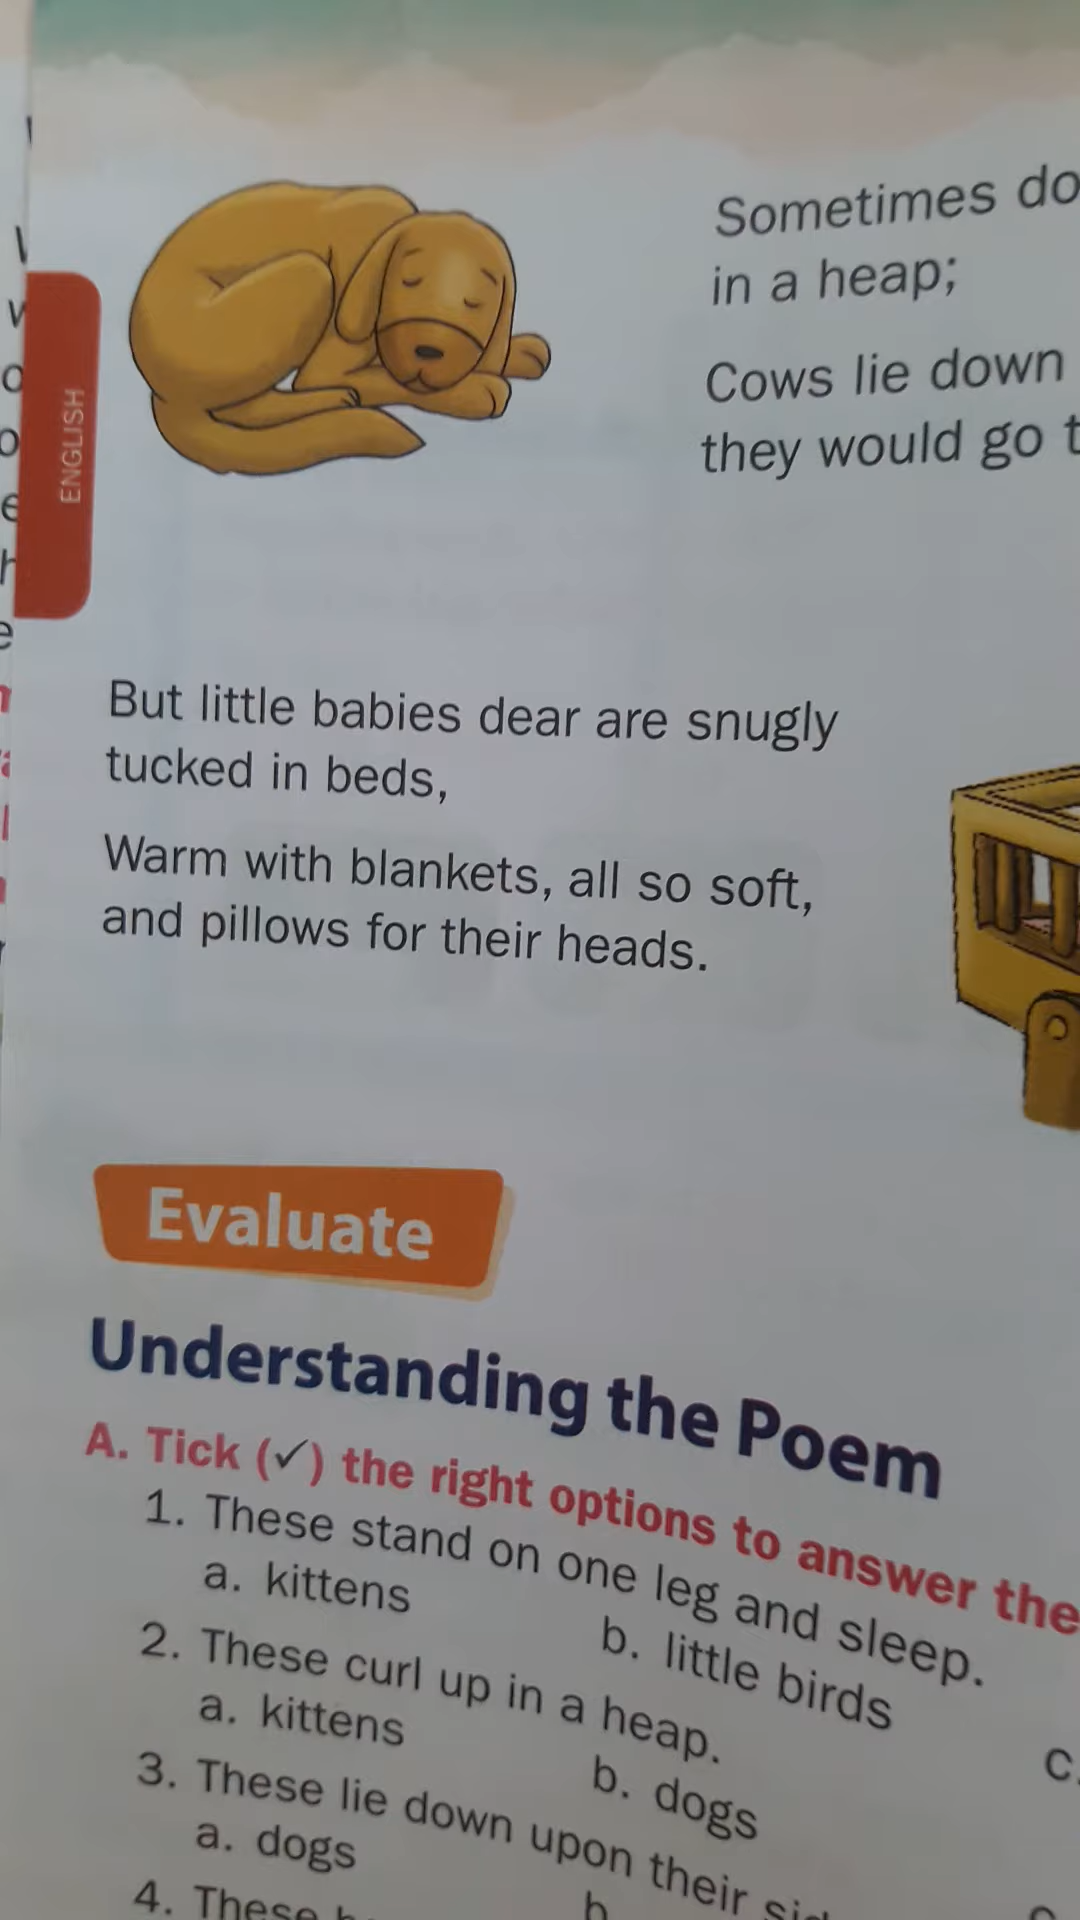 Sometimes do
in a heap;
Cows lie down
they would go t
ENGLISH
But little babies dear are snugly
tucked in beds,
Warm with blankets, all so soft,
and pillows for their heads.
Evaluate
Understanding the Poem
A. Tick (✓) the right options to answer the
1. These stand on one leg and sleep.
a. kittens b. little birds
2. These curl up in a heap.
a. kittens b. dogs c.
3. These lie down upon their
a. dogs b
4. These